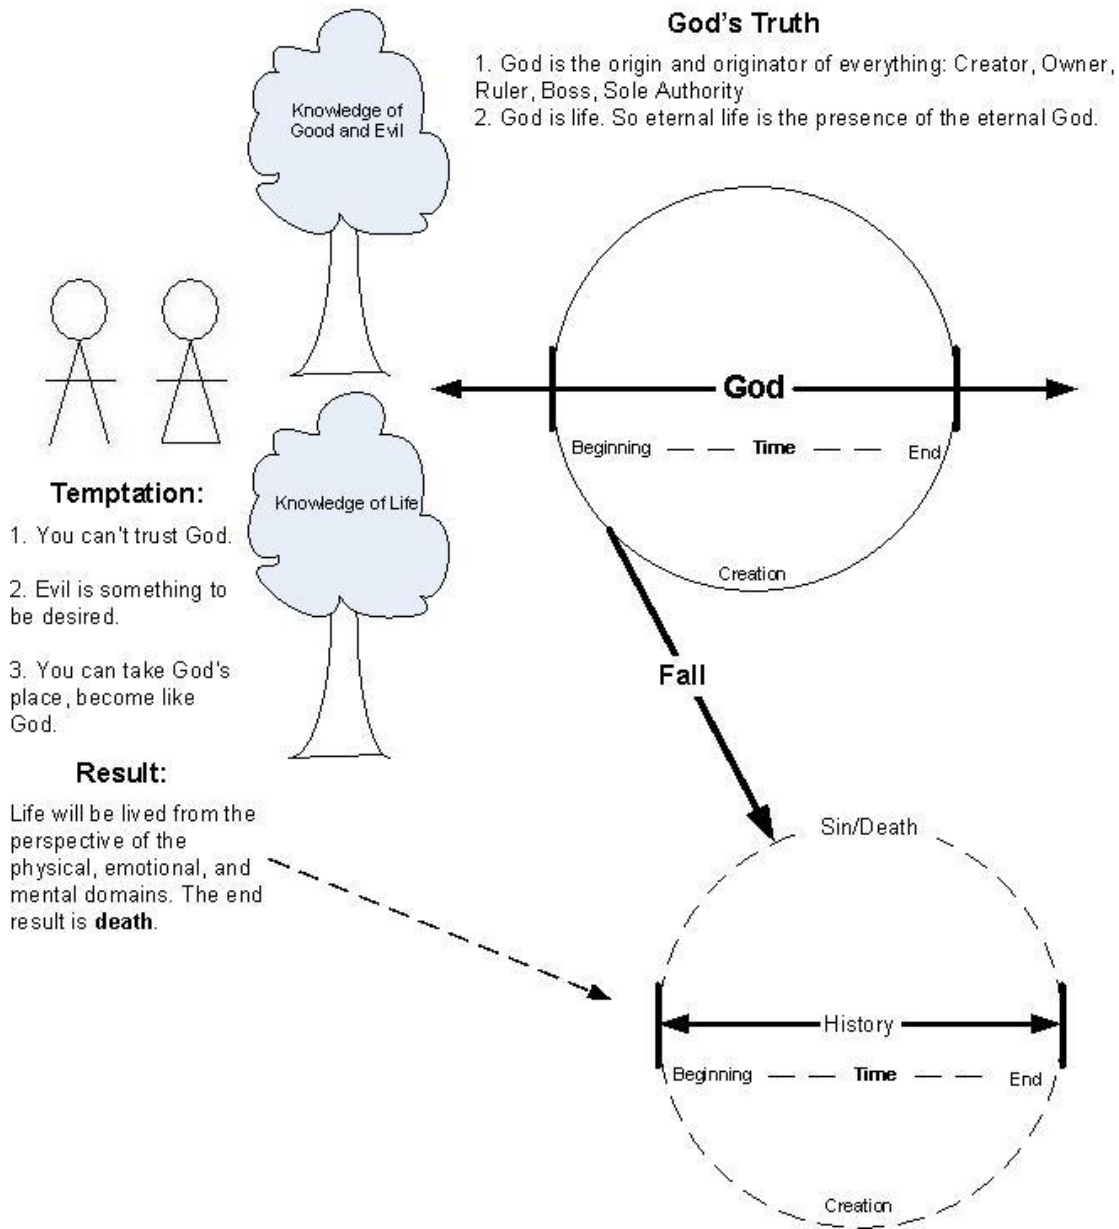 God's Truth
1. God is the origin and originator of everything: Creator, Owner,
Ruler, Boss, Sole Authority
2. God is life. So eternal life is the presence of the eternal God.
Knowledge of
Good and Evil
God
Beginning
Time
End
Creation
Temptation:
1. You can't trust God.
2. Evil is something to
be desired.
3. You can take God's
place, become like
God.
Knowledge of Life
Fall
Result:
Life will be lived from the
perspective of the
physical, emotional, and
mental domains. The end
result is death.
Sin/Death
History
Beginning
Time
End
Creation